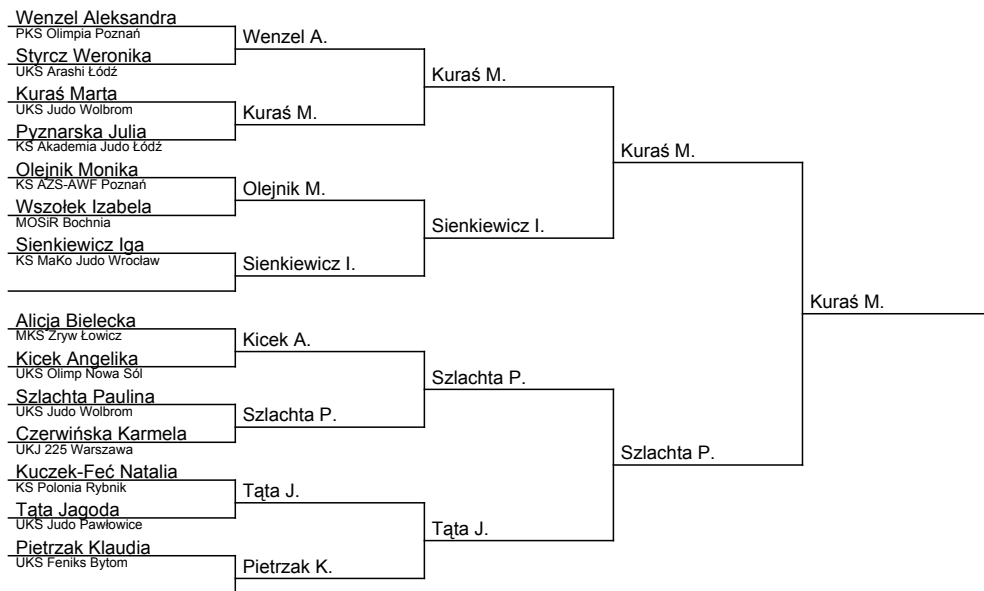 Wenzel Aleksandra
PKS Olimpia Poznań
Styrcz Weronika
UKS Arashi Łódź
Kuraś Marta
UKS Judo Wolbrom
Pyznarska Julia
KS Akademia Judo Łódź
Olejnik Monika
KS AZS-AWF Poznań
Wszołek Izabela
MOSiR Bochnia
Sienkiewicz Iga
KS MaKo Judo Wrocław
Alicja Bielecka
MKS Zryw Łowicz
Kicek Angelika
UKS Olimp Nowa Sól
Szlachta Paulina
UKS Judo Wolbrom
Czerwińska Karmela
UKJ 225 Warszawa
Kuczek-Feć Natalia
KS Polonia Rybnik
Tąta Jagoda
UKS Judo Pawłowice
Pietrzak Klaudia
UKS Feniks Bytom
Wenzel A.
Kuraś M.
Olejnik M.
Sienkiewicz I.
Kicek A.
Szlachta P.
Tąta J.
Pietrzak K.
Kuraś M.
Sienkiewicz I.
Szlachta P.
Tąta J.
Kuraś M.
Szlachta P.
Kuraś M.